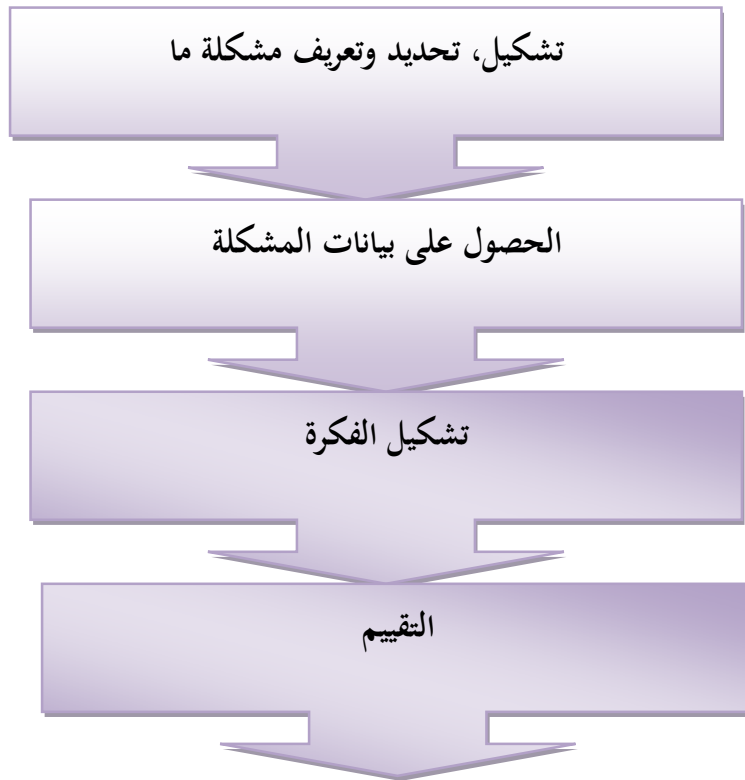 تشكيل، تحديد وتعريف مشكلة ما
الحصول على بيانات المشكلة
تشكيل الفكرة
التقييم